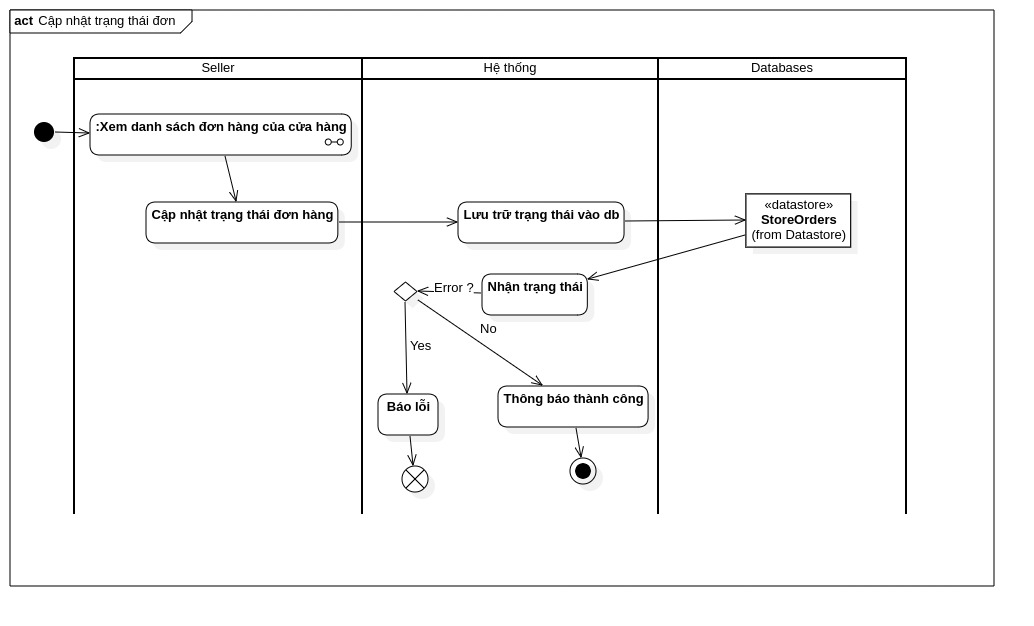 act Cập nhật trạng thái đơn
Seller
Hệ thống
Databases
:Xem danh sách đơn hàng của cửa hàng
Cập nhật trạng thái đơn hàng
Lưu trữ trạng thái vào db
«datastore»
StoreOrders
(from Datastore)
Nhận trạng thái
Error ?
No
Yes
Thông báo thành công
Báo lỗi